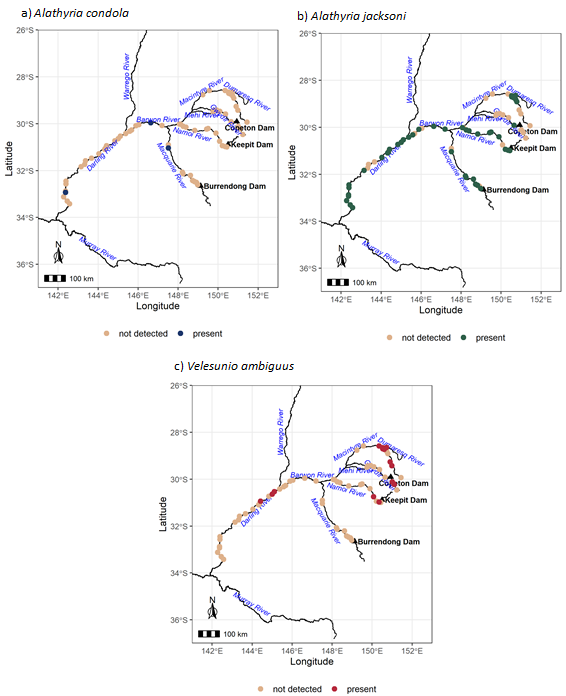 a) Alathyria condola
26°S
28°S
30°S
32°S
34°S
36°S
Latitude
Warrego River
Macintyre River
Dumaresq River
Mehi River
Banyon River
Namoi River
Darling River
Macquarie River
Murray River
Copeton Dam
Keepit Dam
Burrendong Dam
N
100 km
142°E 144°E 146°E 148°E 150°E 152°E
Longitude
not detected present
b) Alathyria jacksoni
26°S
28°S
30°S
32°S
34°S
36°S
Latitude
Warrego River
Macintyre River
Dumaresq River
Mehi River
Banyon River
Namoi River
Darling River
Macquarie River
Murray River
Copeton Dam
Keepit Dam
Burrendong Dam
N
100 km
142°E 144°E 146°E 148°E 150°E 152°E
Longitude
not detected present
c) Velesunio ambiguus
26°S
28°S
30°S
32°S
34°S
36°S
Latitude
Warrego River
Macintyre River
Dumaresq River
Mehi River
Banyon River
Namoi River
Darling River
Macquarie River
Murray River
Copeton Dam
Keepit Dam
Burrendong Dam
N
100 km
142°E 144°E 146°E 148°E 150°E 152°E
Longitude
not detected present